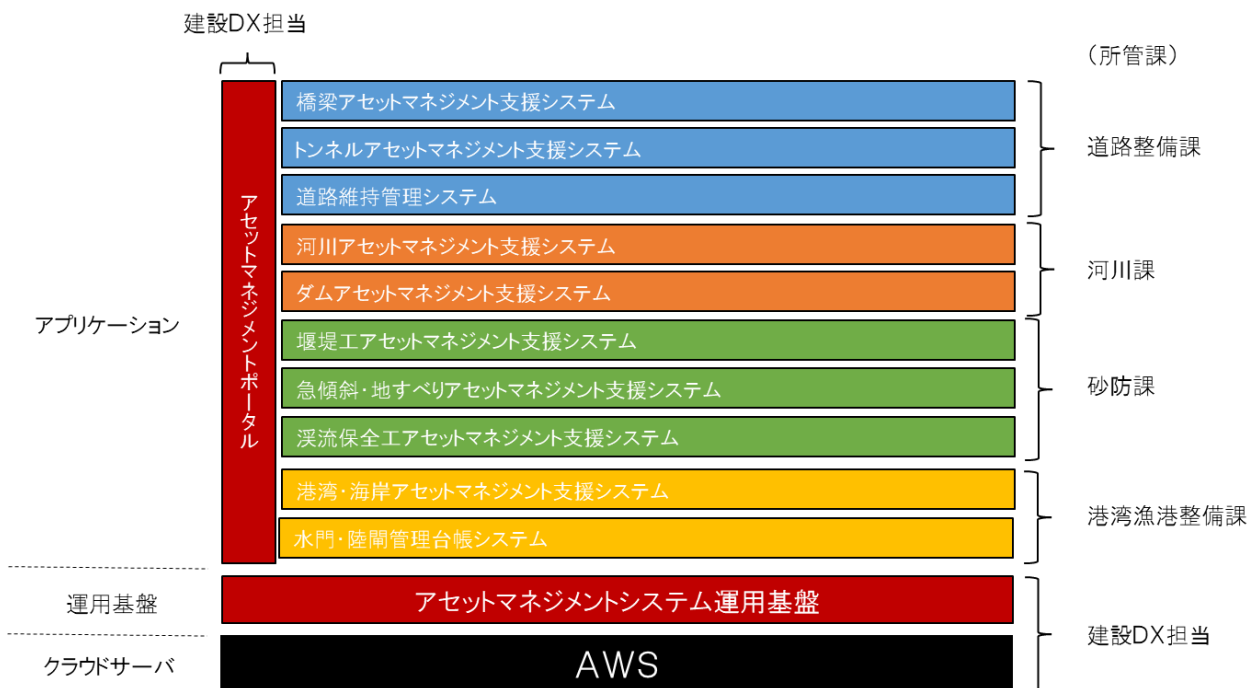 建設DX担当
（所管課）
橋梁アセットマネジメント支援システム
トンネルアセットマネジメント支援システム
道路維持管理システム
道路整備課
河川アセットマネジメント支援システム
ダムアセットマネジメント支援システム
河川課
アプリケーション
アセットマネジメントポータル
堰堤工アセットマネジメント支援システム
急傾斜・地すべりアセットマネジメント支援システム
渓流保全工アセットマネジメント支援システム
砂防課
港湾・海岸アセットマネジメント支援システム
水門・陸閘管理台帳システム
港湾漁港整備課
運用基盤
アセットマネジメントシステム運用基盤
建設DX担当
クラウドサーバ
AWS